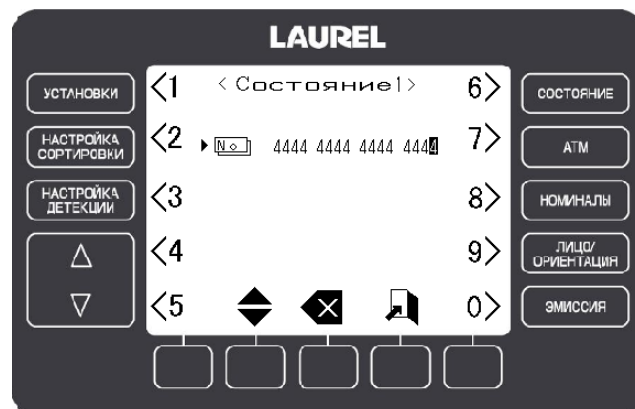 LAUREL
УСТАНОВКИ
НАСТРОЙКА
СОРТИРОВКИ
НАСТРОЙКА
ДЕТЕКЦИИ
<1 <Состояние1> 6>
<2 No 4444 4444 4444 4444 7>
<3 8>
<4 9>
<5 0>
СОСТОЯНИЕ
АТМ
НОМИНАЛЫ
ЛИЦО/
ОРИЕНТАЦИЯ
ЭМИССИЯ